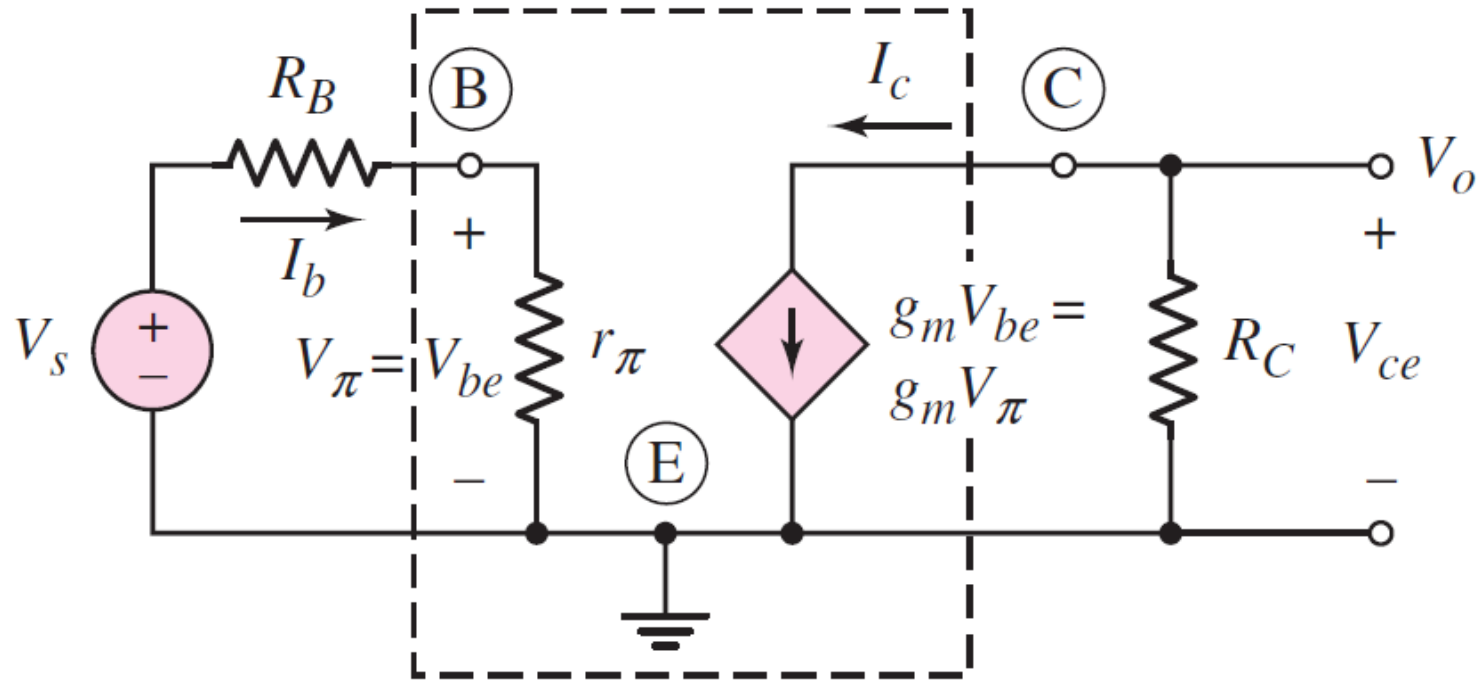 R_B
B
I_c
C
V_o
+
I_b
+
V_s
+
–
V_π = V_be
r_π
g_m V_be =
g_m V_π
R_C
V_ce
–
E
–